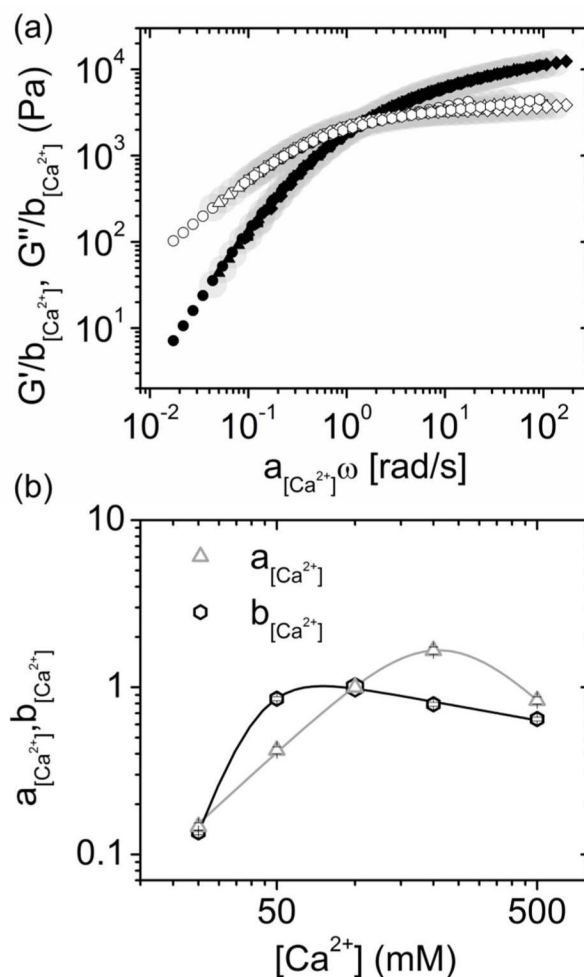 (a)
G'/b[Ca²⁺], G''/b[Ca²⁺] (Pa)
10⁴
10³
10²
10¹
10⁻² 10⁻¹ 10⁰ 10¹ 10²
a[Ca²⁺]ω [rad/s]
(b)
a[Ca²⁺],b[Ca²⁺]
10
1
0.1
a[Ca²⁺]
b[Ca²⁺]
50 500
[Ca²⁺] (mM)